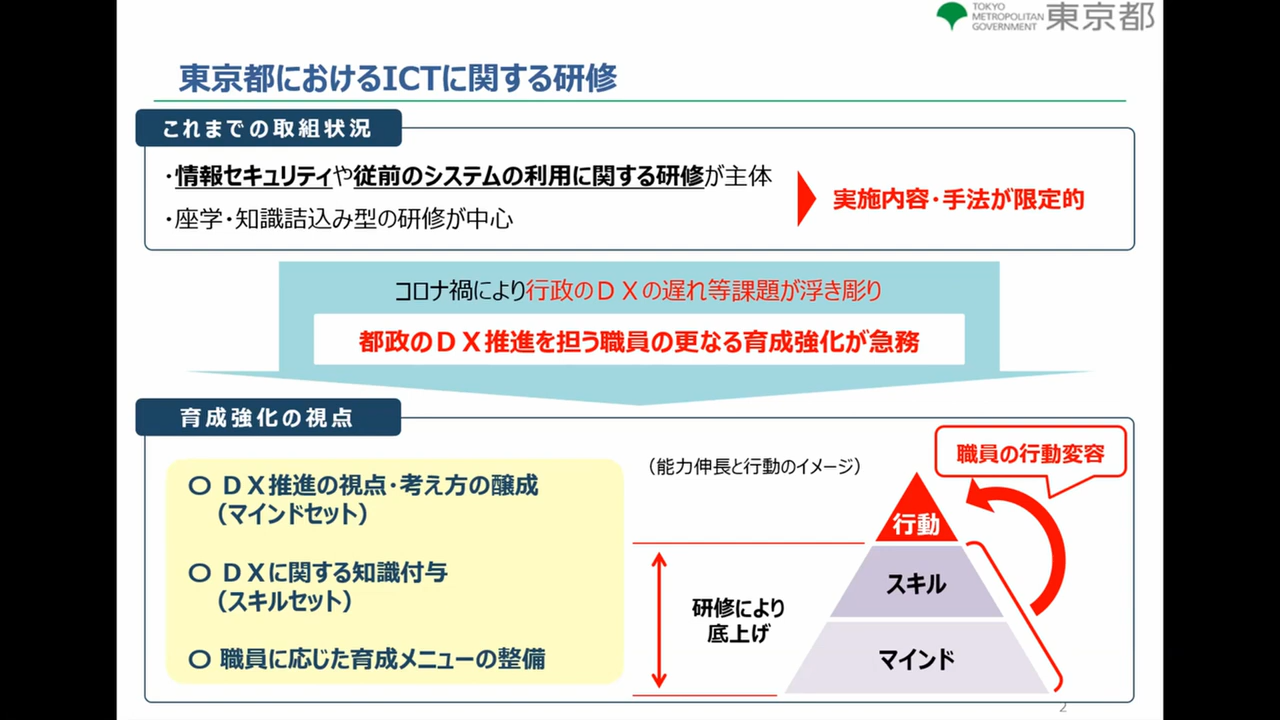 TOKYO
METROPOLITAN
GOVERNMENT
東京都
東京都におけるICTに関する研修
これまでの取組状況
・情報セキュリティや従前のシステムの利用に関する研修が主体
・座学・知識詰込み型の研修が中心
実施内容・手法が限定的
コロナ禍により行政のＤＸの遅れ等課題が浮き彫り
都政のＤＸ推進を担う職員の更なる育成強化が急務
育成強化の視点
○ ＤＸ推進の視点・考え方の醸成
（マインドセット）
○ ＤＸに関する知識付与
（スキルセット）
○ 職員に応じた育成メニューの整備
（能力伸長と行動のイメージ）
職員の行動変容
行動
スキル
研修により
底上げ
マインド
2